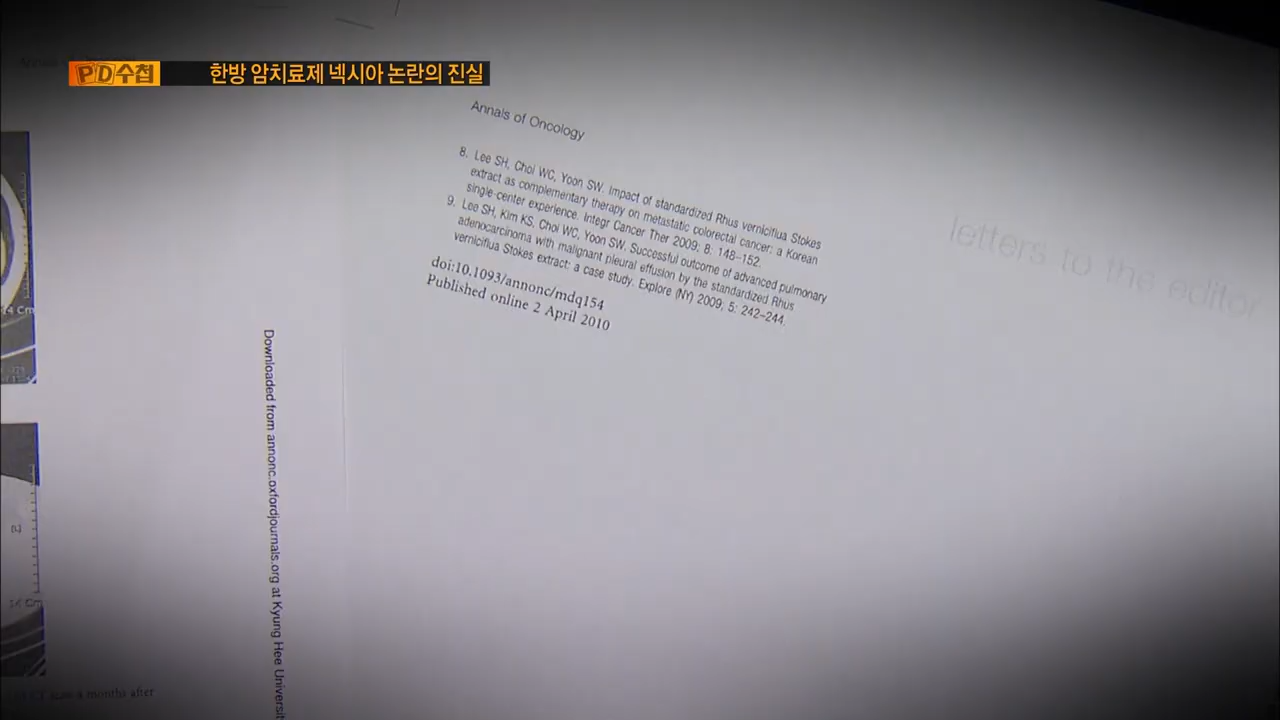 PD수첩 한방 암치료제 넥시아 논란의 진실
Annals of Oncology
8. Lee SH, Choi WC, Yoon SW. Impact of standardized Rhus verniciflua Stokes
extract as complementary therapy on metastatic colorectal cancer: a Korean
single-center experience. Integr Cancer Ther 2009; 8: 148–152.
9. Lee SH, Kim KS, Choi WC, Yoon SW. Successful outcome of advanced pulmonary
adenocarcinoma with malignant pleural effusion by the standardized Rhus
verniciflua Stokes extract: a case study. Explore (NY) 2009; 5: 242–244.
doi:10.1093/annonc/mdq154
Published online 2 April 2010
letters to the editor
Downloaded from annonc.oxfordjournals.org at Kyung Hee Universit
months after